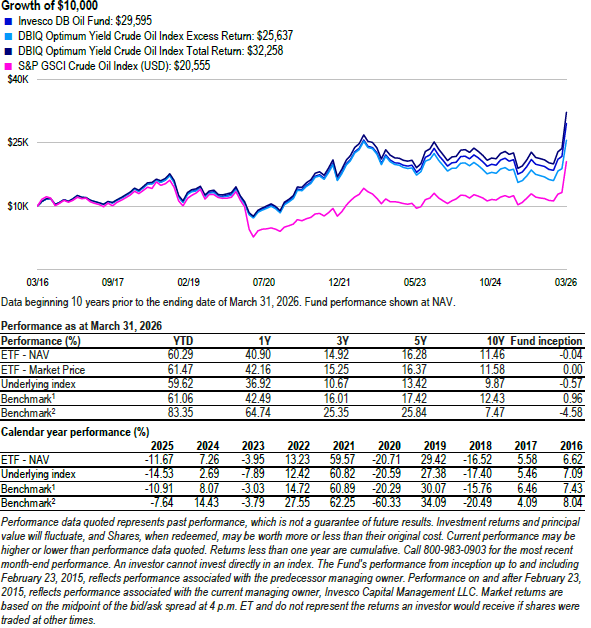 Growth of $10,000
Invesco DB Oil Fund: $29,595
DBIQ Optimum Yield Crude Oil Index Excess Return: $25,637
DBIQ Optimum Yield Crude Oil Index Total Return: $32,258
S&P GSCI Crude Oil Index (USD): $20,555
$40K
$25K
$10K
03/16 09/17 02/19 07/20 12/21 05/23 10/24 03/26
Data beginning 10 years prior to the ending date of March 31, 2026. Fund performance shown at NAV.
Performance as at March 31, 2026
Performance (%) YTD 1Y 3Y 5Y 10Y Fund inception
ETF - NAV 60.29 40.90 14.92 16.28 11.46 -0.04
ETF - Market Price 61.47 42.16 15.25 16.37 11.58 0.00
Underlying index 59.62 36.92 10.67 13.42 9.87 -0.57
Benchmark¹ 61.06 42.49 16.01 17.42 12.43 0.96
Benchmark² 83.35 64.74 25.35 25.84 7.47 -4.58
Calendar year performance (%)
2025 2024 2023 2022 2021 2020 2019 2018 2017 2016
ETF - NAV -11.67 7.26 -3.95 13.23 59.57 -20.71 29.42 -16.52 5.58 6.62
Underlying index -14.53 2.69 -7.89 12.42 60.82 -20.59 27.38 -17.40 5.46 7.09
Benchmark¹ -10.91 8.07 -3.03 14.72 60.89 -20.29 30.07 -15.76 6.46 7.43
Benchmark² -7.64 14.43 -3.79 27.55 62.25 -60.33 34.09 -20.49 4.09 8.04
Performance data quoted represents past performance, which is not a guarantee of future results. Investment returns and principal
value will fluctuate, and Shares, when redeemed, may be worth more or less than their original cost. Current performance may be
higher or lower than performance data quoted. Returns less than one year are cumulative. Call 800-983-0903 for the most recent
month-end performance. An investor cannot invest directly in an index. The Fund's performance from inception up to and including
February 23, 2015, reflects performance associated with the predecessor managing owner. Performance on and after February 23,
2015, reflects performance associated with the current managing owner, Invesco Capital Management LLC. Market returns are
based on the midpoint of the bid/ask spread at 4 p.m. ET and do not represent the returns an investor would receive if shares were
traded at other times.